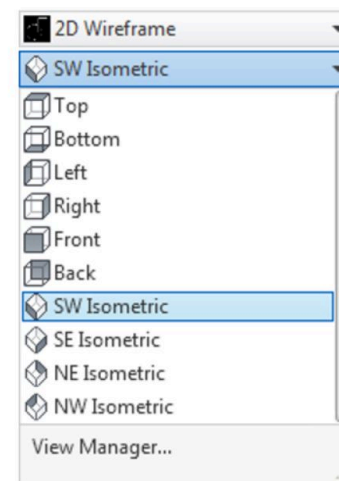 2D Wireframe
SW Isometric
Top
Bottom
Left
Right
Front
Back
SW Isometric
SE Isometric
NE Isometric
NW Isometric
View Manager...